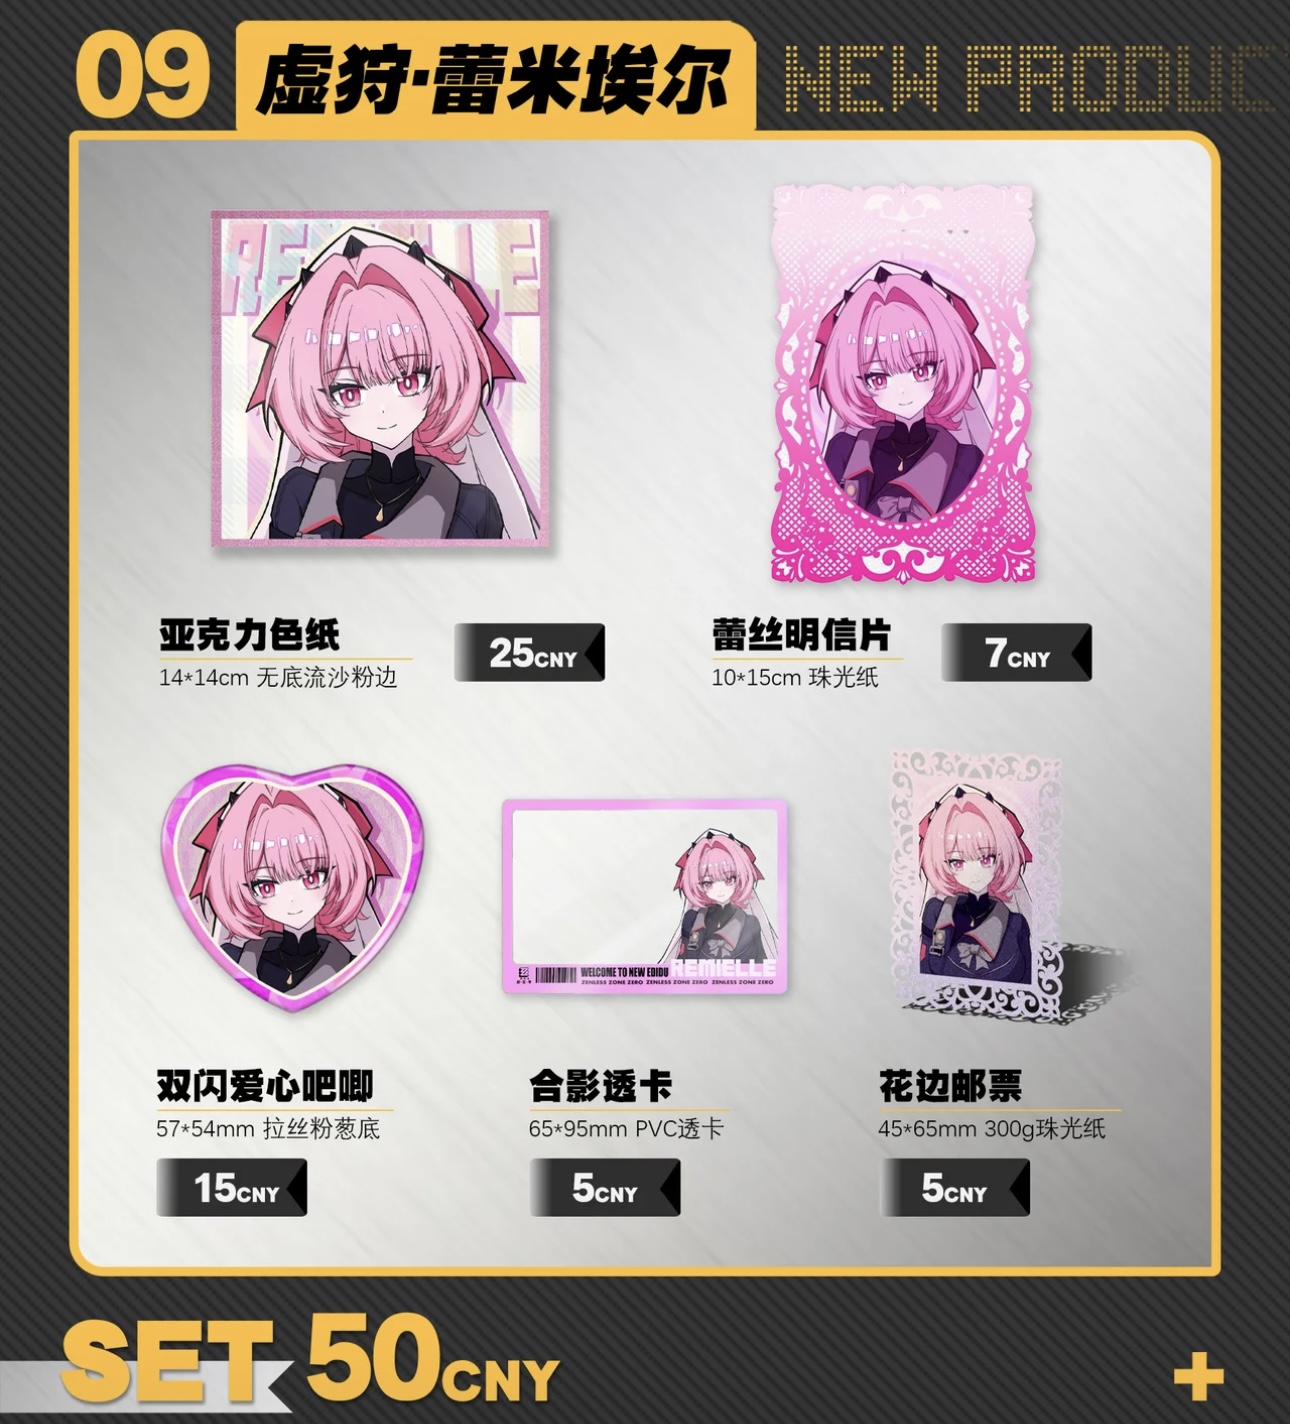 09 虚狩·蕾米埃尔 NEW PRODUC
亚克力色纸 25CNY
14*14cm 无底流沙粉边
蕾丝明信片 7CNY
10*15cm 珠光纸
WELCOME TO NEW EDIDU REMIELLE
ZENLESS ZONE ZERO ZENLESS ZONE ZERO ZENLESS ZONE ZERO
双闪爱心吧唧
57*54mm 拉丝粉葱底
15CNY
合影透卡
65*95mm PVC透卡
5CNY
花边邮票
45*65mm 300g珠光纸
5CNY
SET 50CNY